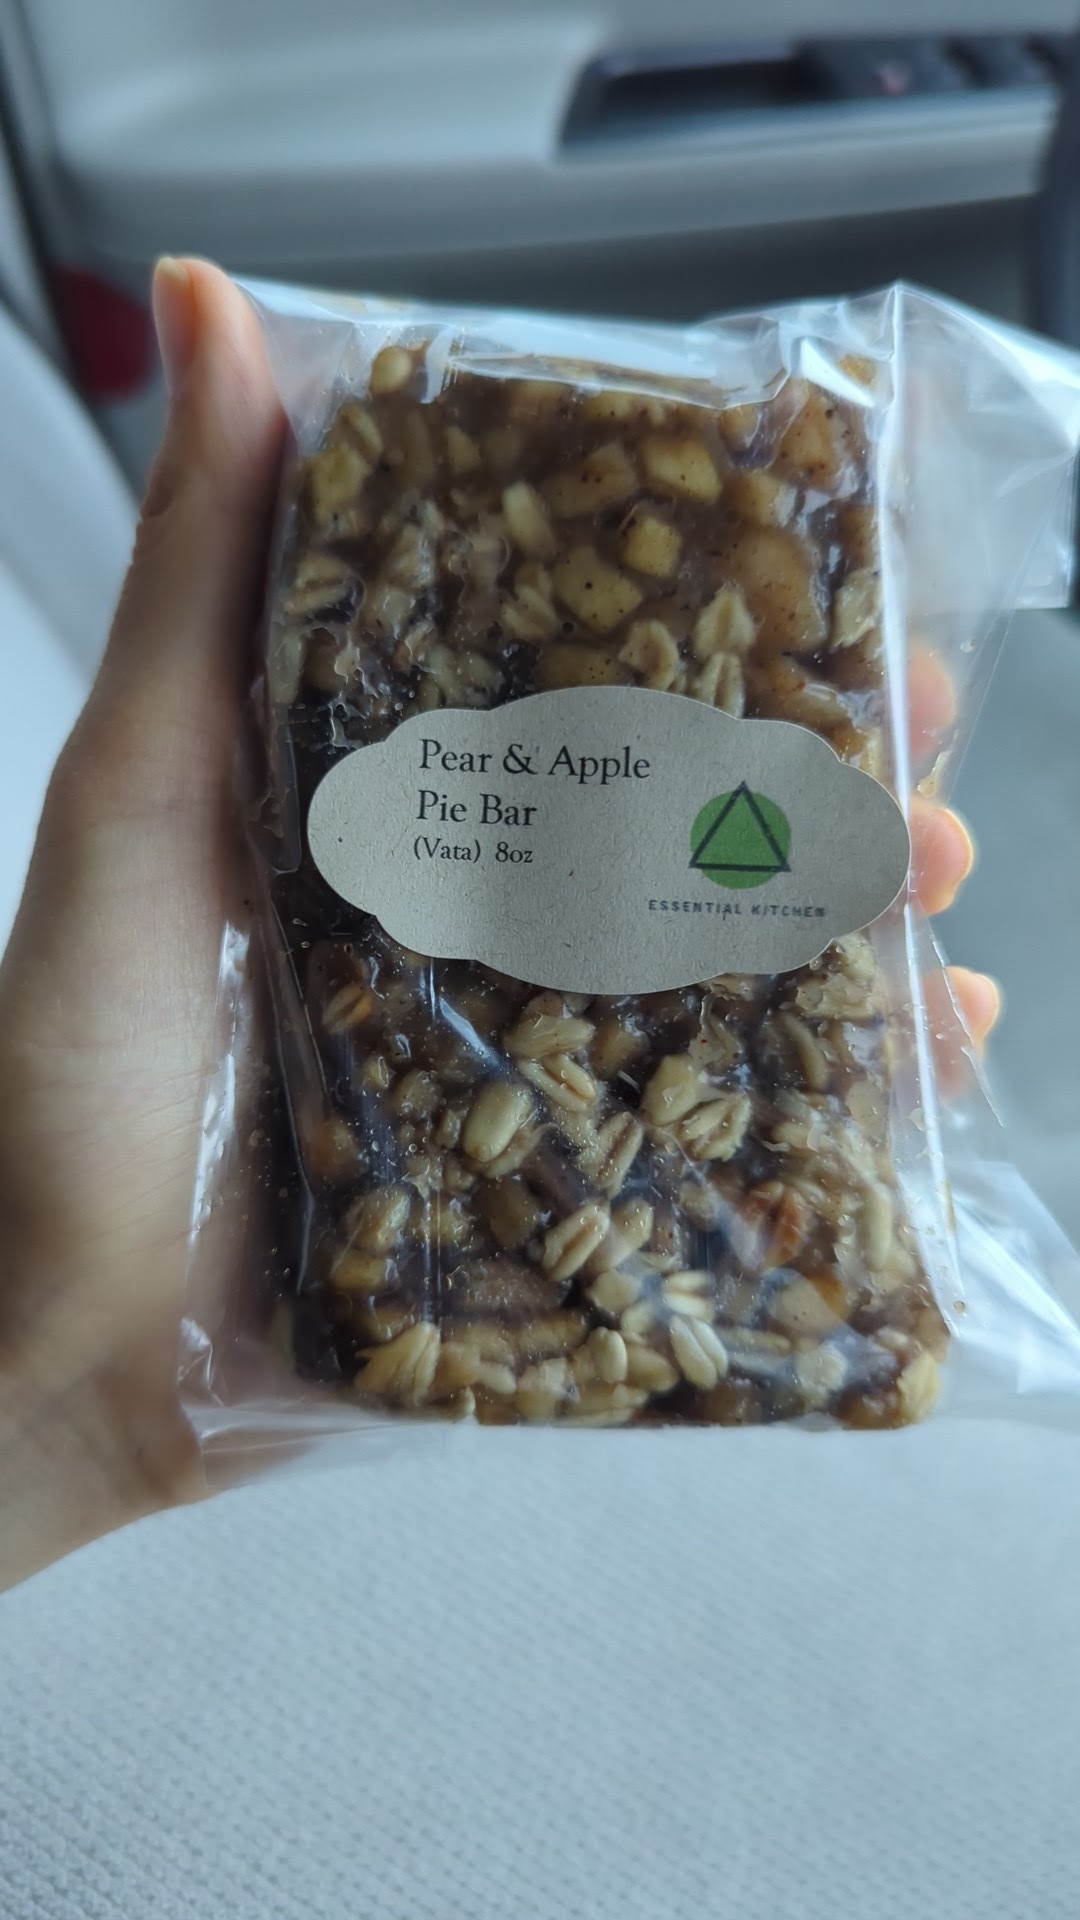 Pear & Apple
Pie Bar
(Vata) 8oz
ESSENTIAL KITCHEN